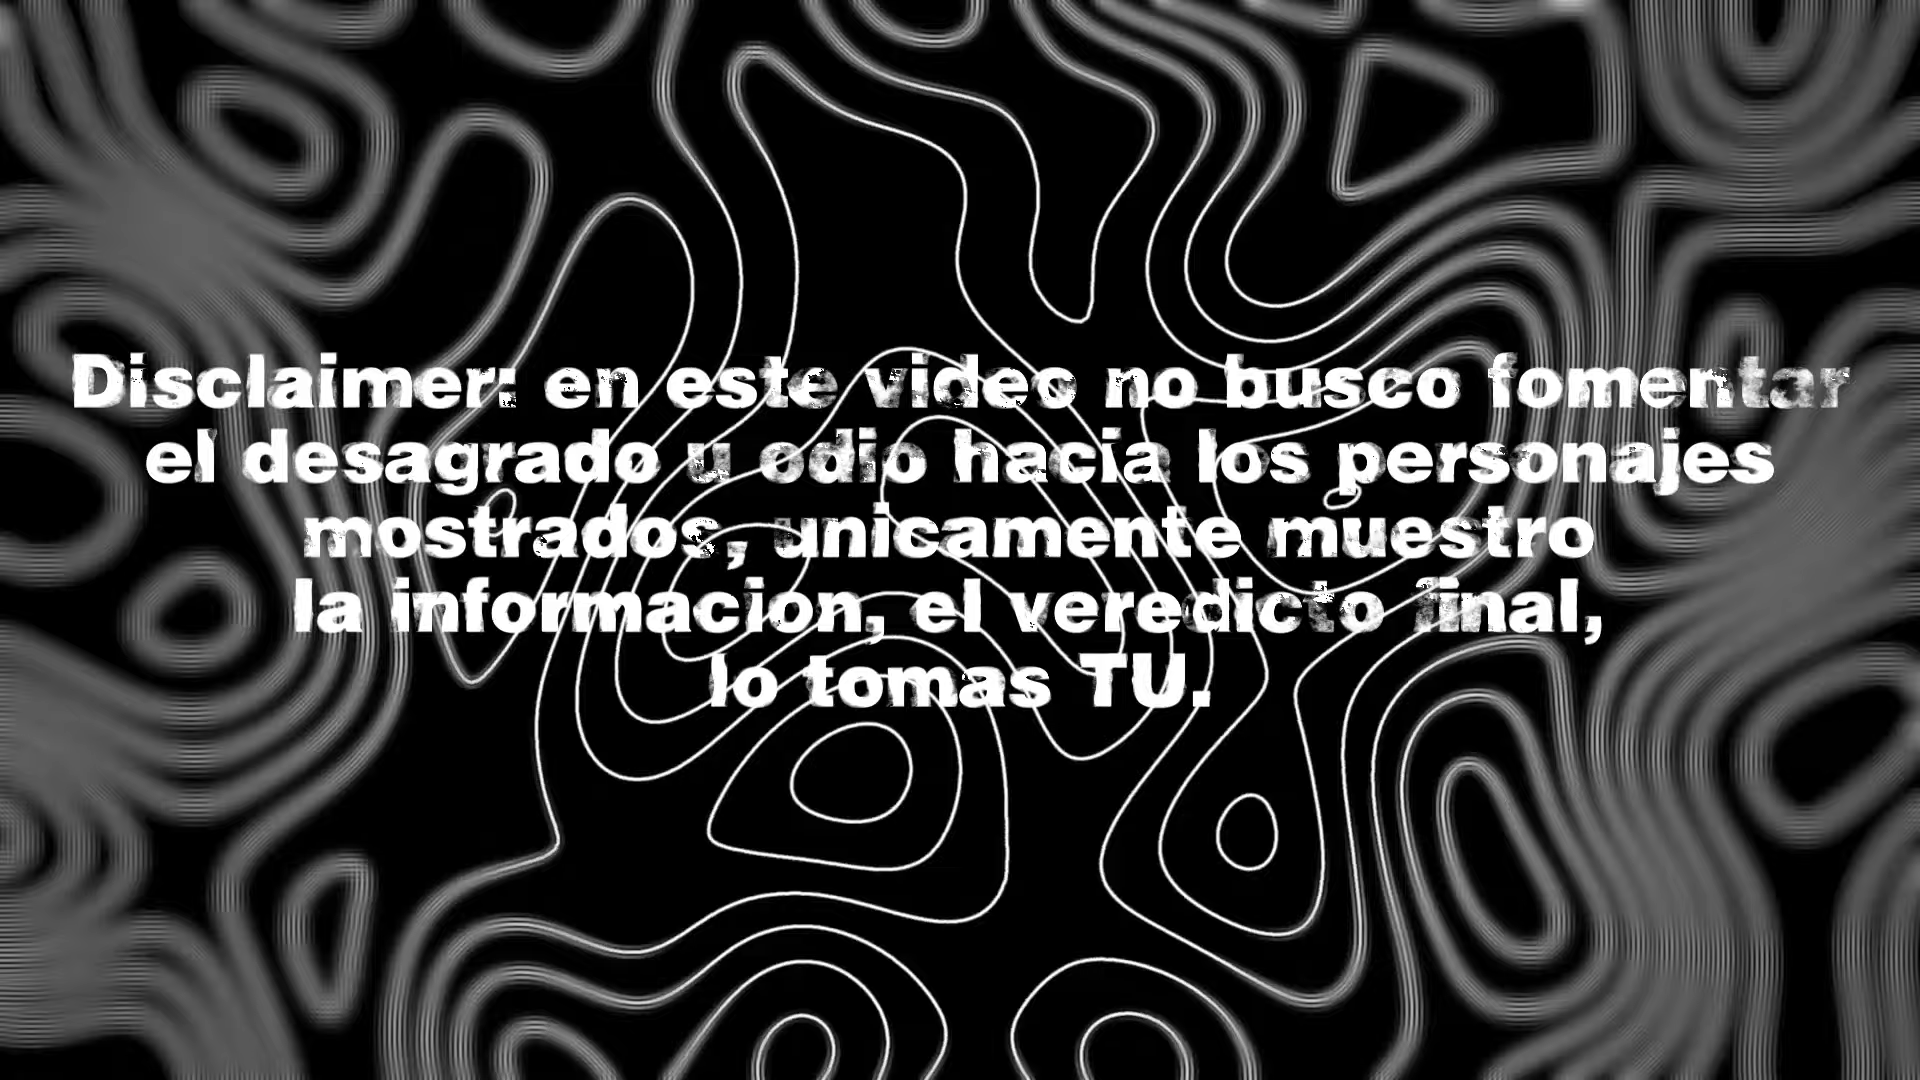 Disclaimer: en este video no busco fomentar
el desagrado u odio hacia los personajes
mostrados, unicamente muestro
la informacion, el veredicto final,
lo tomas TU.